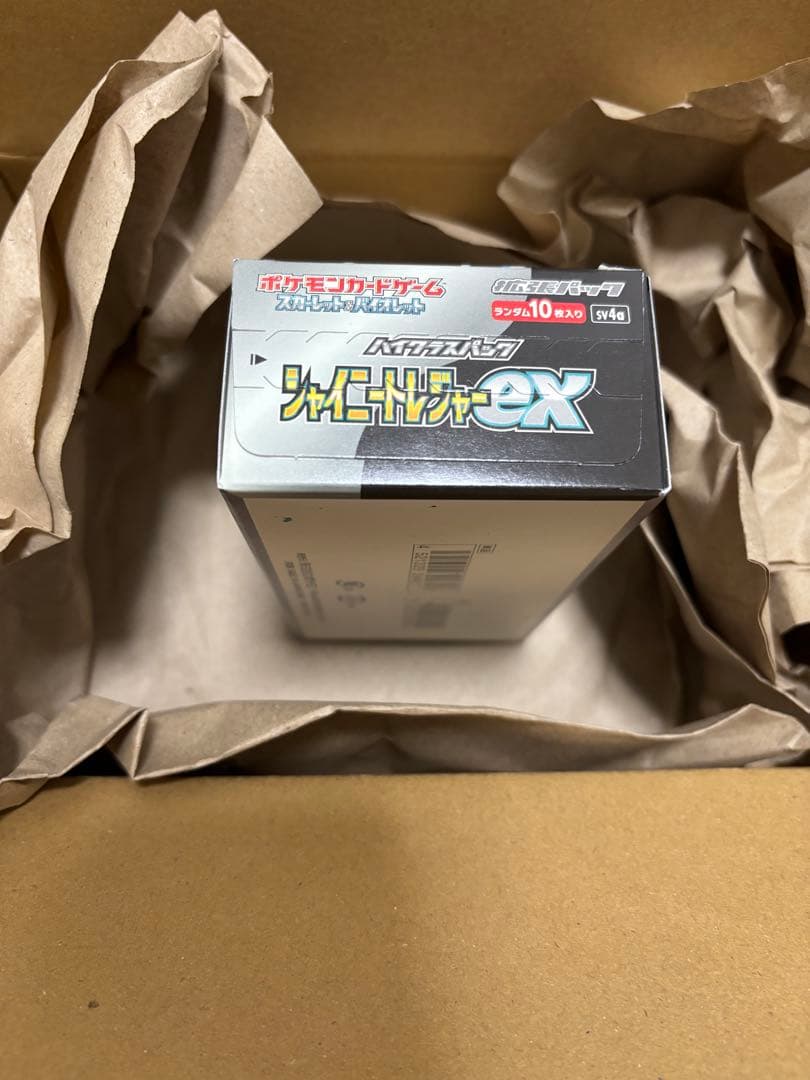 ポケモンカードゲーム
スカーレット&バイオレット
拡張パック
ランダム10枚入り
sv4a
ハイクラスパック
シャイニートレジャーex